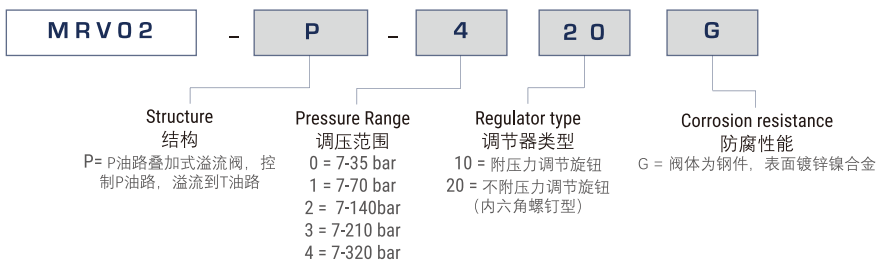 MRV02 - P - 4 20 G
Structure
结构
P= P油路叠加式溢流阀，控
制P油路，溢流到T油路
Pressure Range
调压范围
0 = 7-35 bar
1 = 7-70 bar
2 = 7-140bar
3 = 7-210 bar
4 = 7-320 bar
Regulator type
调节器类型
10 = 附压力调节旋钮
20 = 不附压力调节旋钮
（内六角螺钉型）
Corrosion resistance
防腐性能
G = 阀体为钢件，表面镀锌镍合金